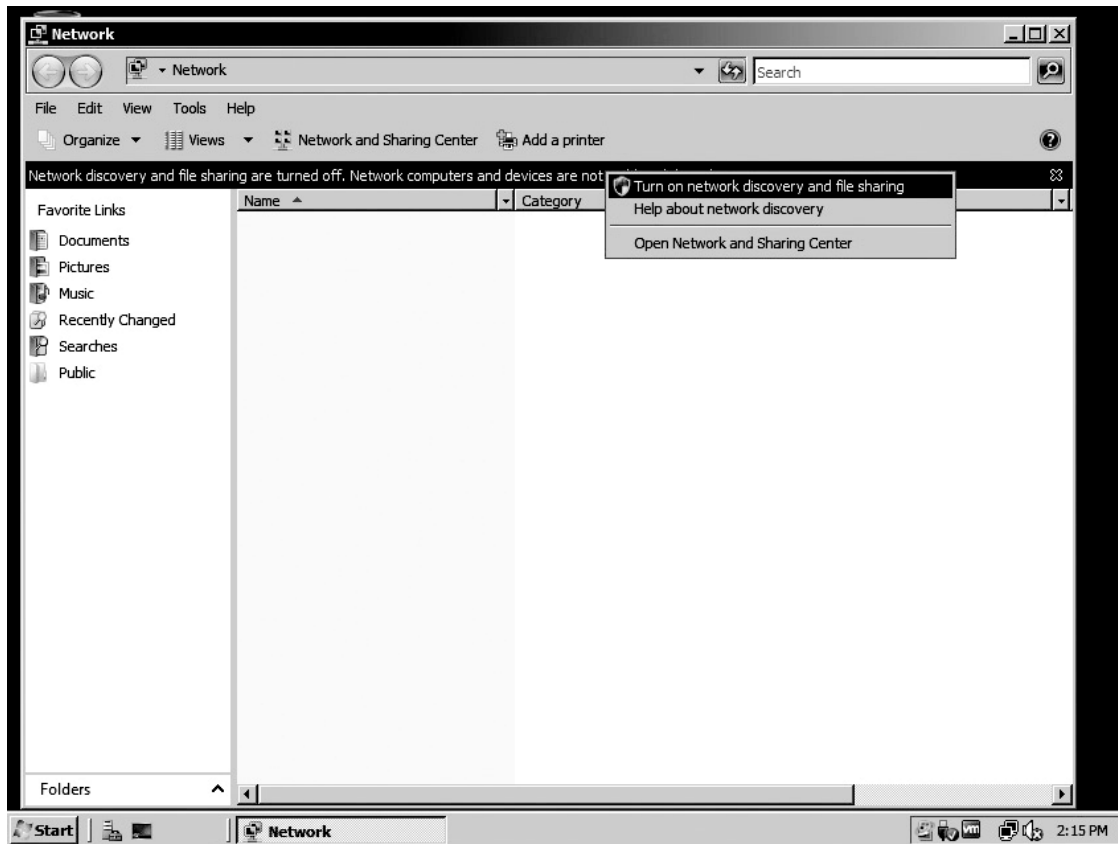 Network
Network
Search
File Edit View Tools Help
Organize Views Network and Sharing Center Add a printer
Network discovery and file sharing are turned off. Network computers and devices are not
Turn on network discovery and file sharing
Help about network discovery
Open Network and Sharing Center
Name Category
Favorite Links
Documents
Pictures
Music
Recently Changed
Searches
Public
Folders
Start Network 2:15 PM